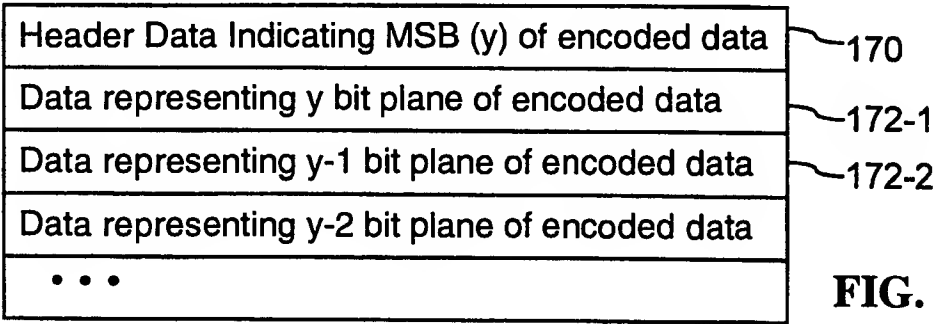 Header Data Indicating MSB (y) of encoded data 170
Data representing y bit plane of encoded data 172-1
Data representing y-1 bit plane of encoded data 172-2
Data representing y-2 bit plane of encoded data
• • •
FIG.